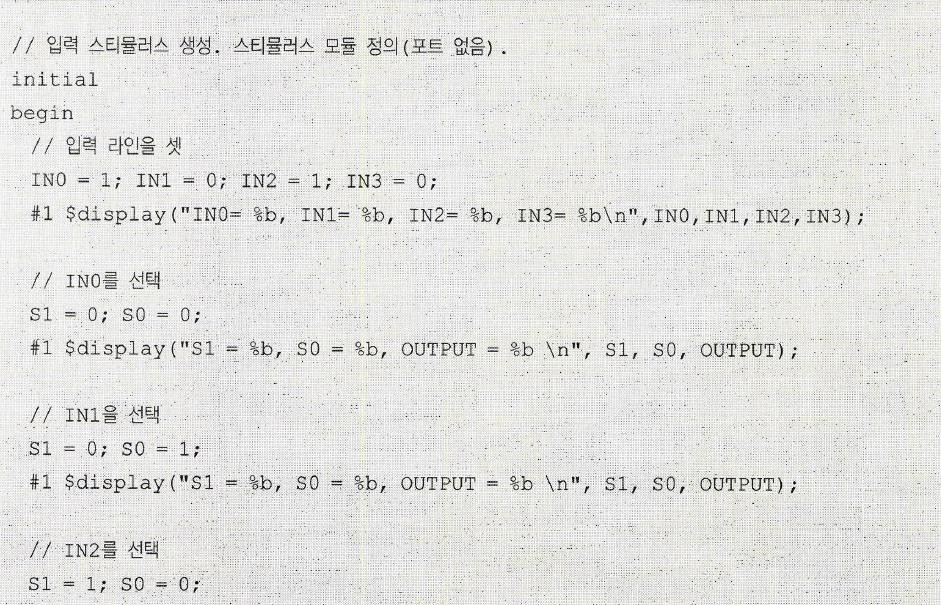 // 입력 스티뮬러스 생성. 스티뮬러스 모듈 정의(포트 없음).
initial
begin
// 입력 라인을 셋
IN0 = 1; IN1 = 0; IN2 = 1; IN3 = 0;
#1 $display("IN0= %b, IN1= %b, IN2= %b, IN3= %b\n",IN0,IN1,IN2,IN3);
// IN0를 선택
S1 = 0; S0 = 0;
#1 $display("S1 = %b, S0 = %b, OUTPUT = %b \n", S1, S0, OUTPUT);
// IN1을 선택
S1 = 0; S0 = 1;
#1 $display("S1 = %b, S0 = %b, OUTPUT = %b \n", S1, S0, OUTPUT);
// IN2를 선택
S1 = 1; S0 = 0;